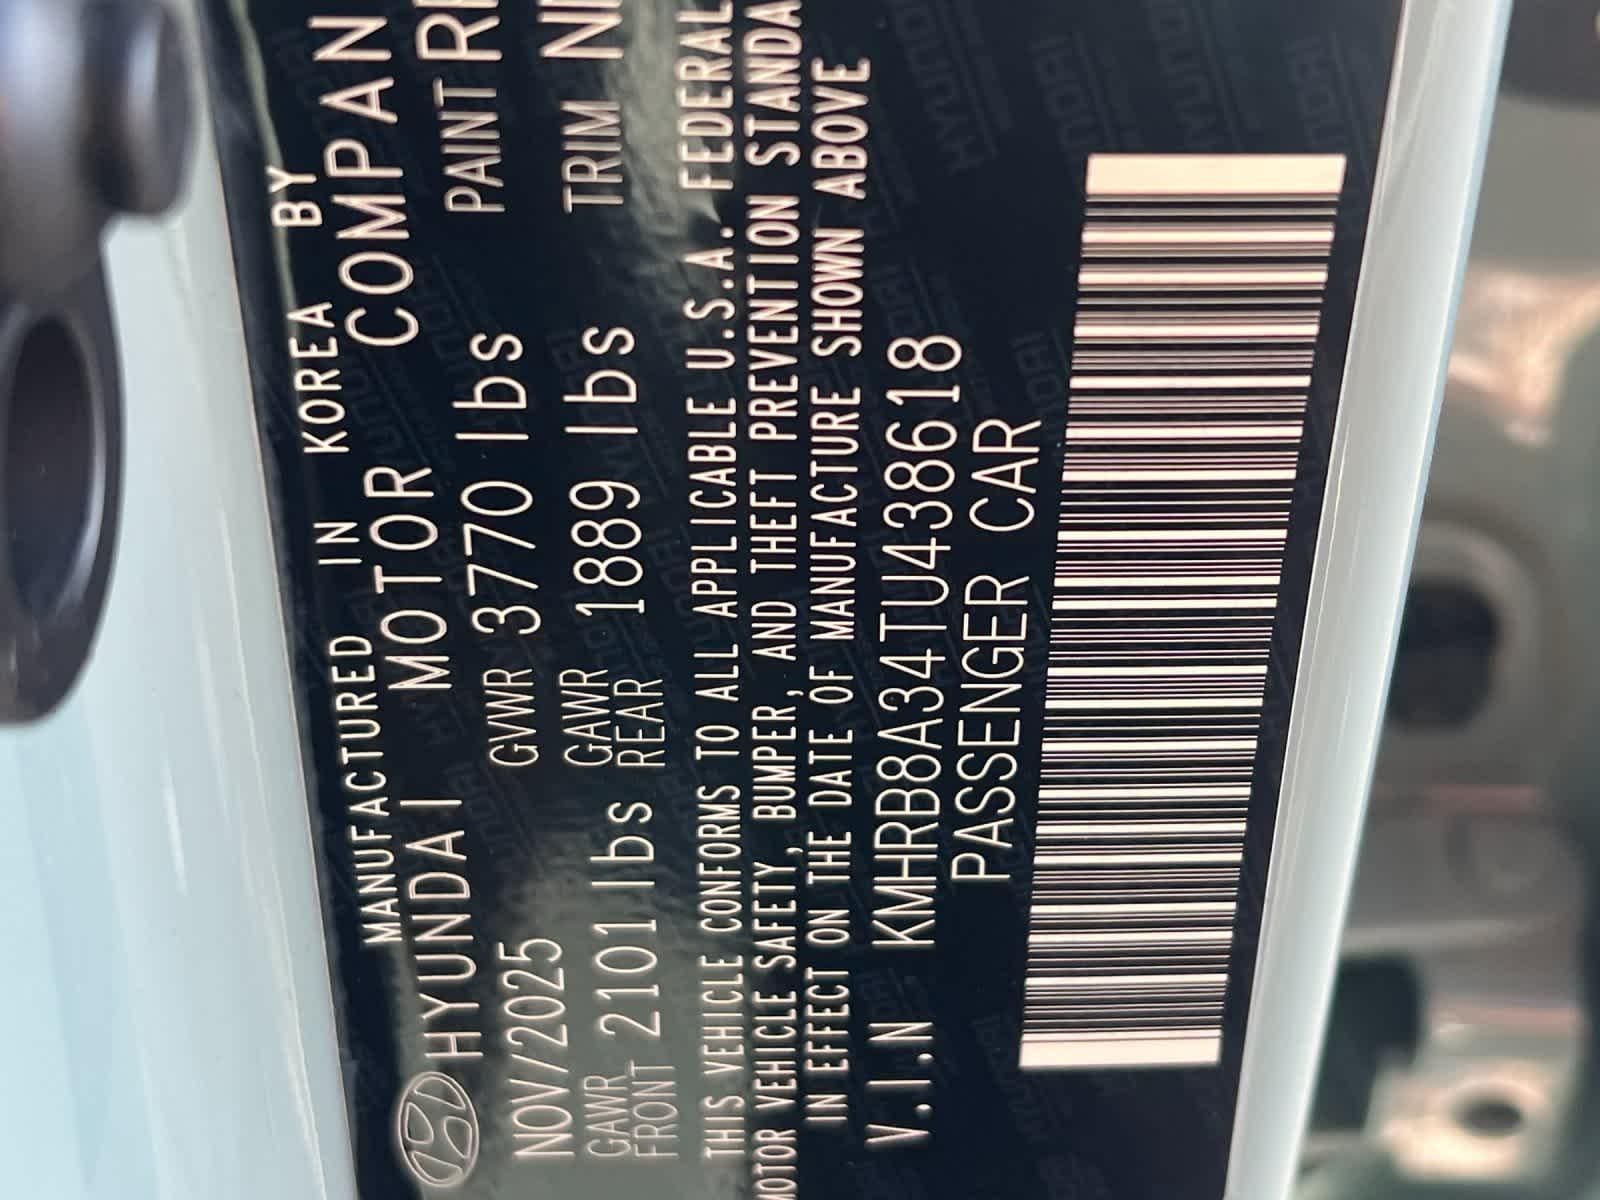 MANUFACTURED IN KOREA BY
HYUNDAI MOTOR COMPAN
NOV/2025 GVWR 3770 lbs PAINT
GAWR FRONT 2101 lbs GAWR REAR 1889 lbs TRIM
THIS VEHICLE CONFORMS TO ALL APPLICABLE U.S.A. FEDERAL
MOTOR VEHICLE SAFETY, BUMPER, AND THEFT PREVENTION STANDA
IN EFFECT ON THE DATE OF MANUFACTURE SHOWN ABOVE
V.I.N KMHRB8A34TU438618
PASSENGER CAR